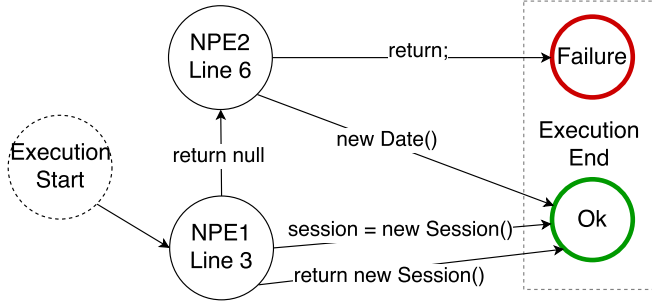 NPE2
Line 6
return;
Failure
new Date()
Execution
End
Execution
Start
return null
NPE1
Line 3
session = new Session()
Ok
return new Session()